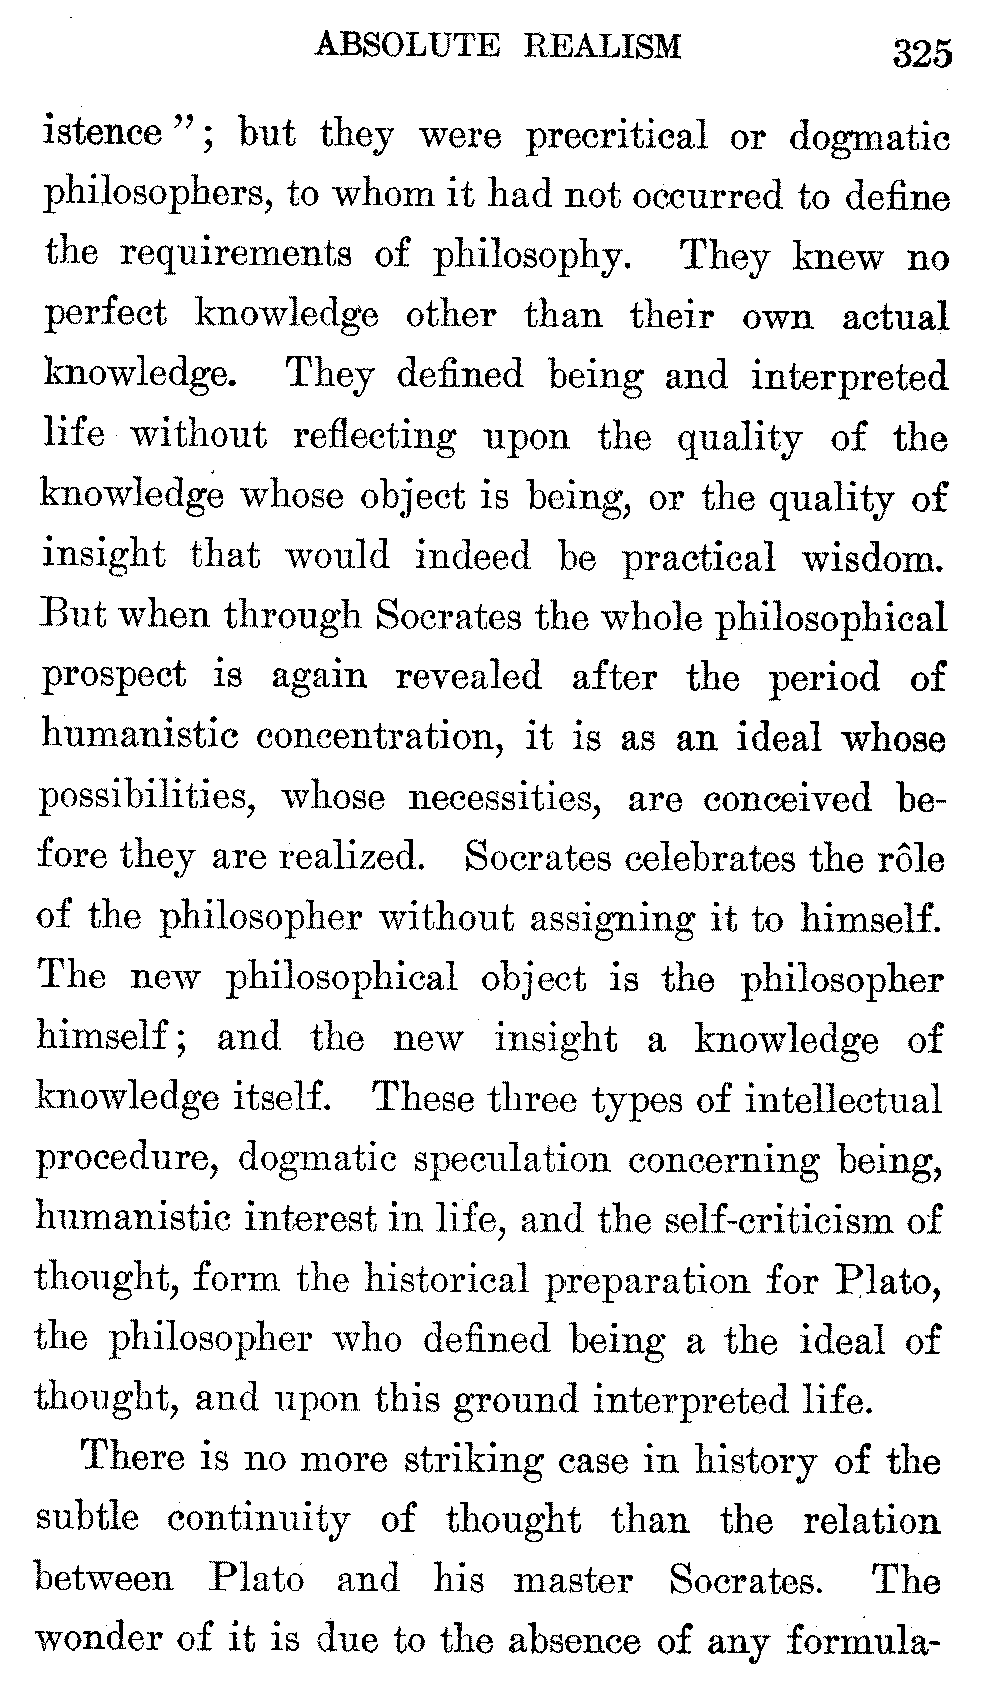 ABSOLUTE REALISM 325
istence"; but they were precritical or dogmatic
philosophers, to whom it had not occurred to define
the requirements of philosophy. They knew no
perfect knowledge other than their own actual
knowledge. They defined being and interpreted
life without reflecting upon the quality of the
knowledge whose object is being, or the quality of
insight that would indeed be practical wisdom.
But when through Socrates the whole philosophical
prospect is again revealed after the period of
humanistic concentration, it is as an ideal whose
possibilities, whose necessities, are conceived be-
fore they are realized. Socrates celebrates the rôle
of the philosopher without assigning it to himself.
The new philosophical object is the philosopher
himself; and the new insight a knowledge of
knowledge itself. These three types of intellectual
procedure, dogmatic speculation concerning being,
humanistic interest in life, and the self-criticism of
thought, form the historical preparation for Plato,
the philosopher who defined being a the ideal of
thought, and upon this ground interpreted life.
There is no more striking case in history of the
subtle continuity of thought than the relation
between Plato and his master Socrates. The
wonder of it is due to the absence of any formula-